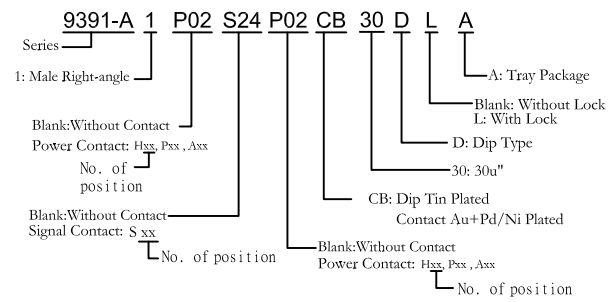 9391-A 1 P02 S24 P02 CB 30 D L A
Series
1: Male Right-angle
A: Tray Package
Blank: Without Lock
L: With Lock
Blank:Without Contact
Power Contact: Hxx, Pxx , Axx
No. of
position
D: Dip Type
30: 30u"
CB: Dip Tin Plated
Contact Au+Pd/Ni Plated
Blank:Without Contact
Signal Contact: S xx
No. of position
Blank:Without Contact
Power Contact: Hxx, Pxx , Axx
No. of position